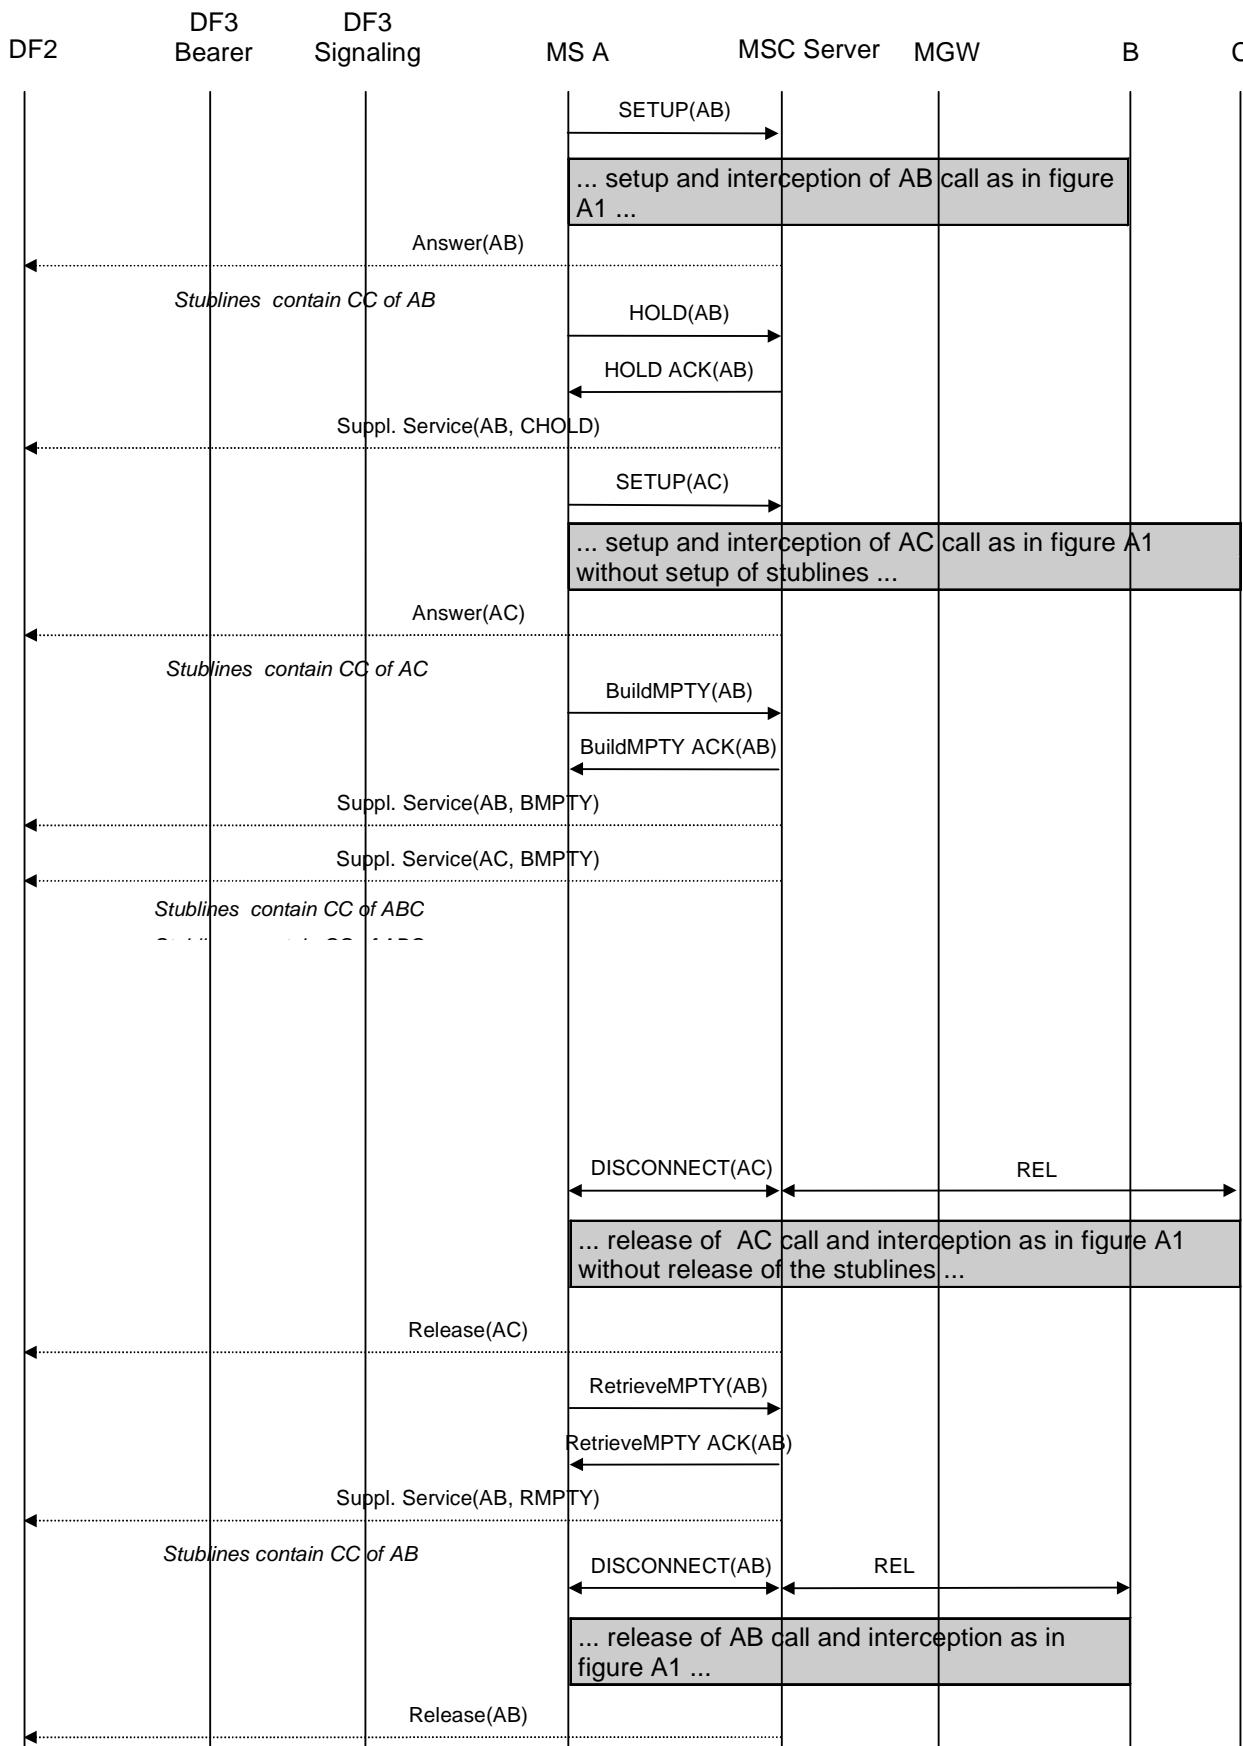 DF2
DF3
Bearer
DF3
Signaling
MS A
MSC Server
MGW
B
C
SETUP(AB)
... setup and interception of AB call as in figure
A1 ...
Answer(AB)
Stublines contain CC of AB
HOLD(AB)
HOLD ACK(AB)
Suppl. Service(AB, CHOLD)
SETUP(AC)
... setup and interception of AC call as in figure A1
without setup of stublines ...
Answer(AC)
Stublines contain CC of AC
BuildMPTY(AB)
BuildMPTY ACK(AB)
Suppl. Service(AB, BMPTY)
Suppl. Service(AC, BMPTY)
Stublines contain CC of ABC
DISCONNECT(AC)
REL
... release of AC call and interception as in figure A1
without release of the stublines ...
Release(AC)
RetrieveMPTY(AB)
RetrieveMPTY ACK(AB)
Suppl. Service(AB, RMPTY)
Stublines contain CC of AB
DISCONNECT(AB)
REL
... release of AB call and interception as in
figure A1 ...
Release(AB)